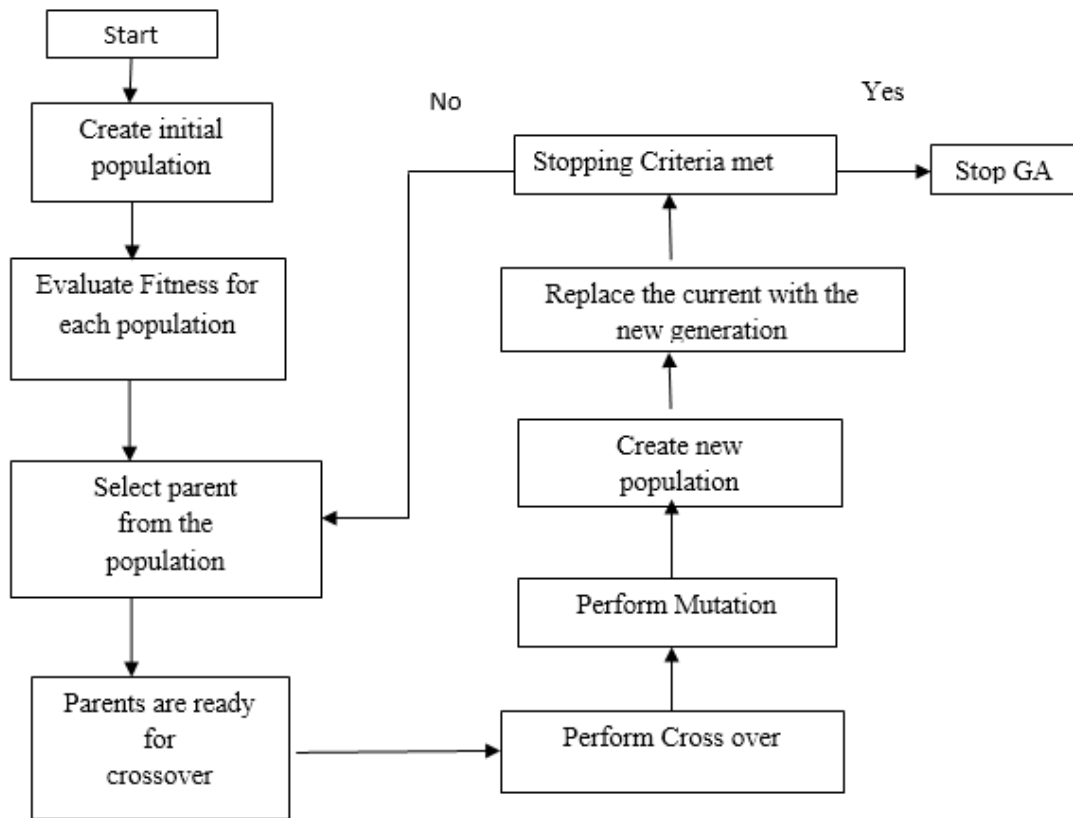 Start
Create initial
population
Evaluate Fitness for
each population
Select parent
from the
population
Parents are ready
for
crossover
Perform Cross over
Perform Mutation
Create new
population
Replace the current with the
new generation
Stopping Criteria met
No
Yes
Stop GA